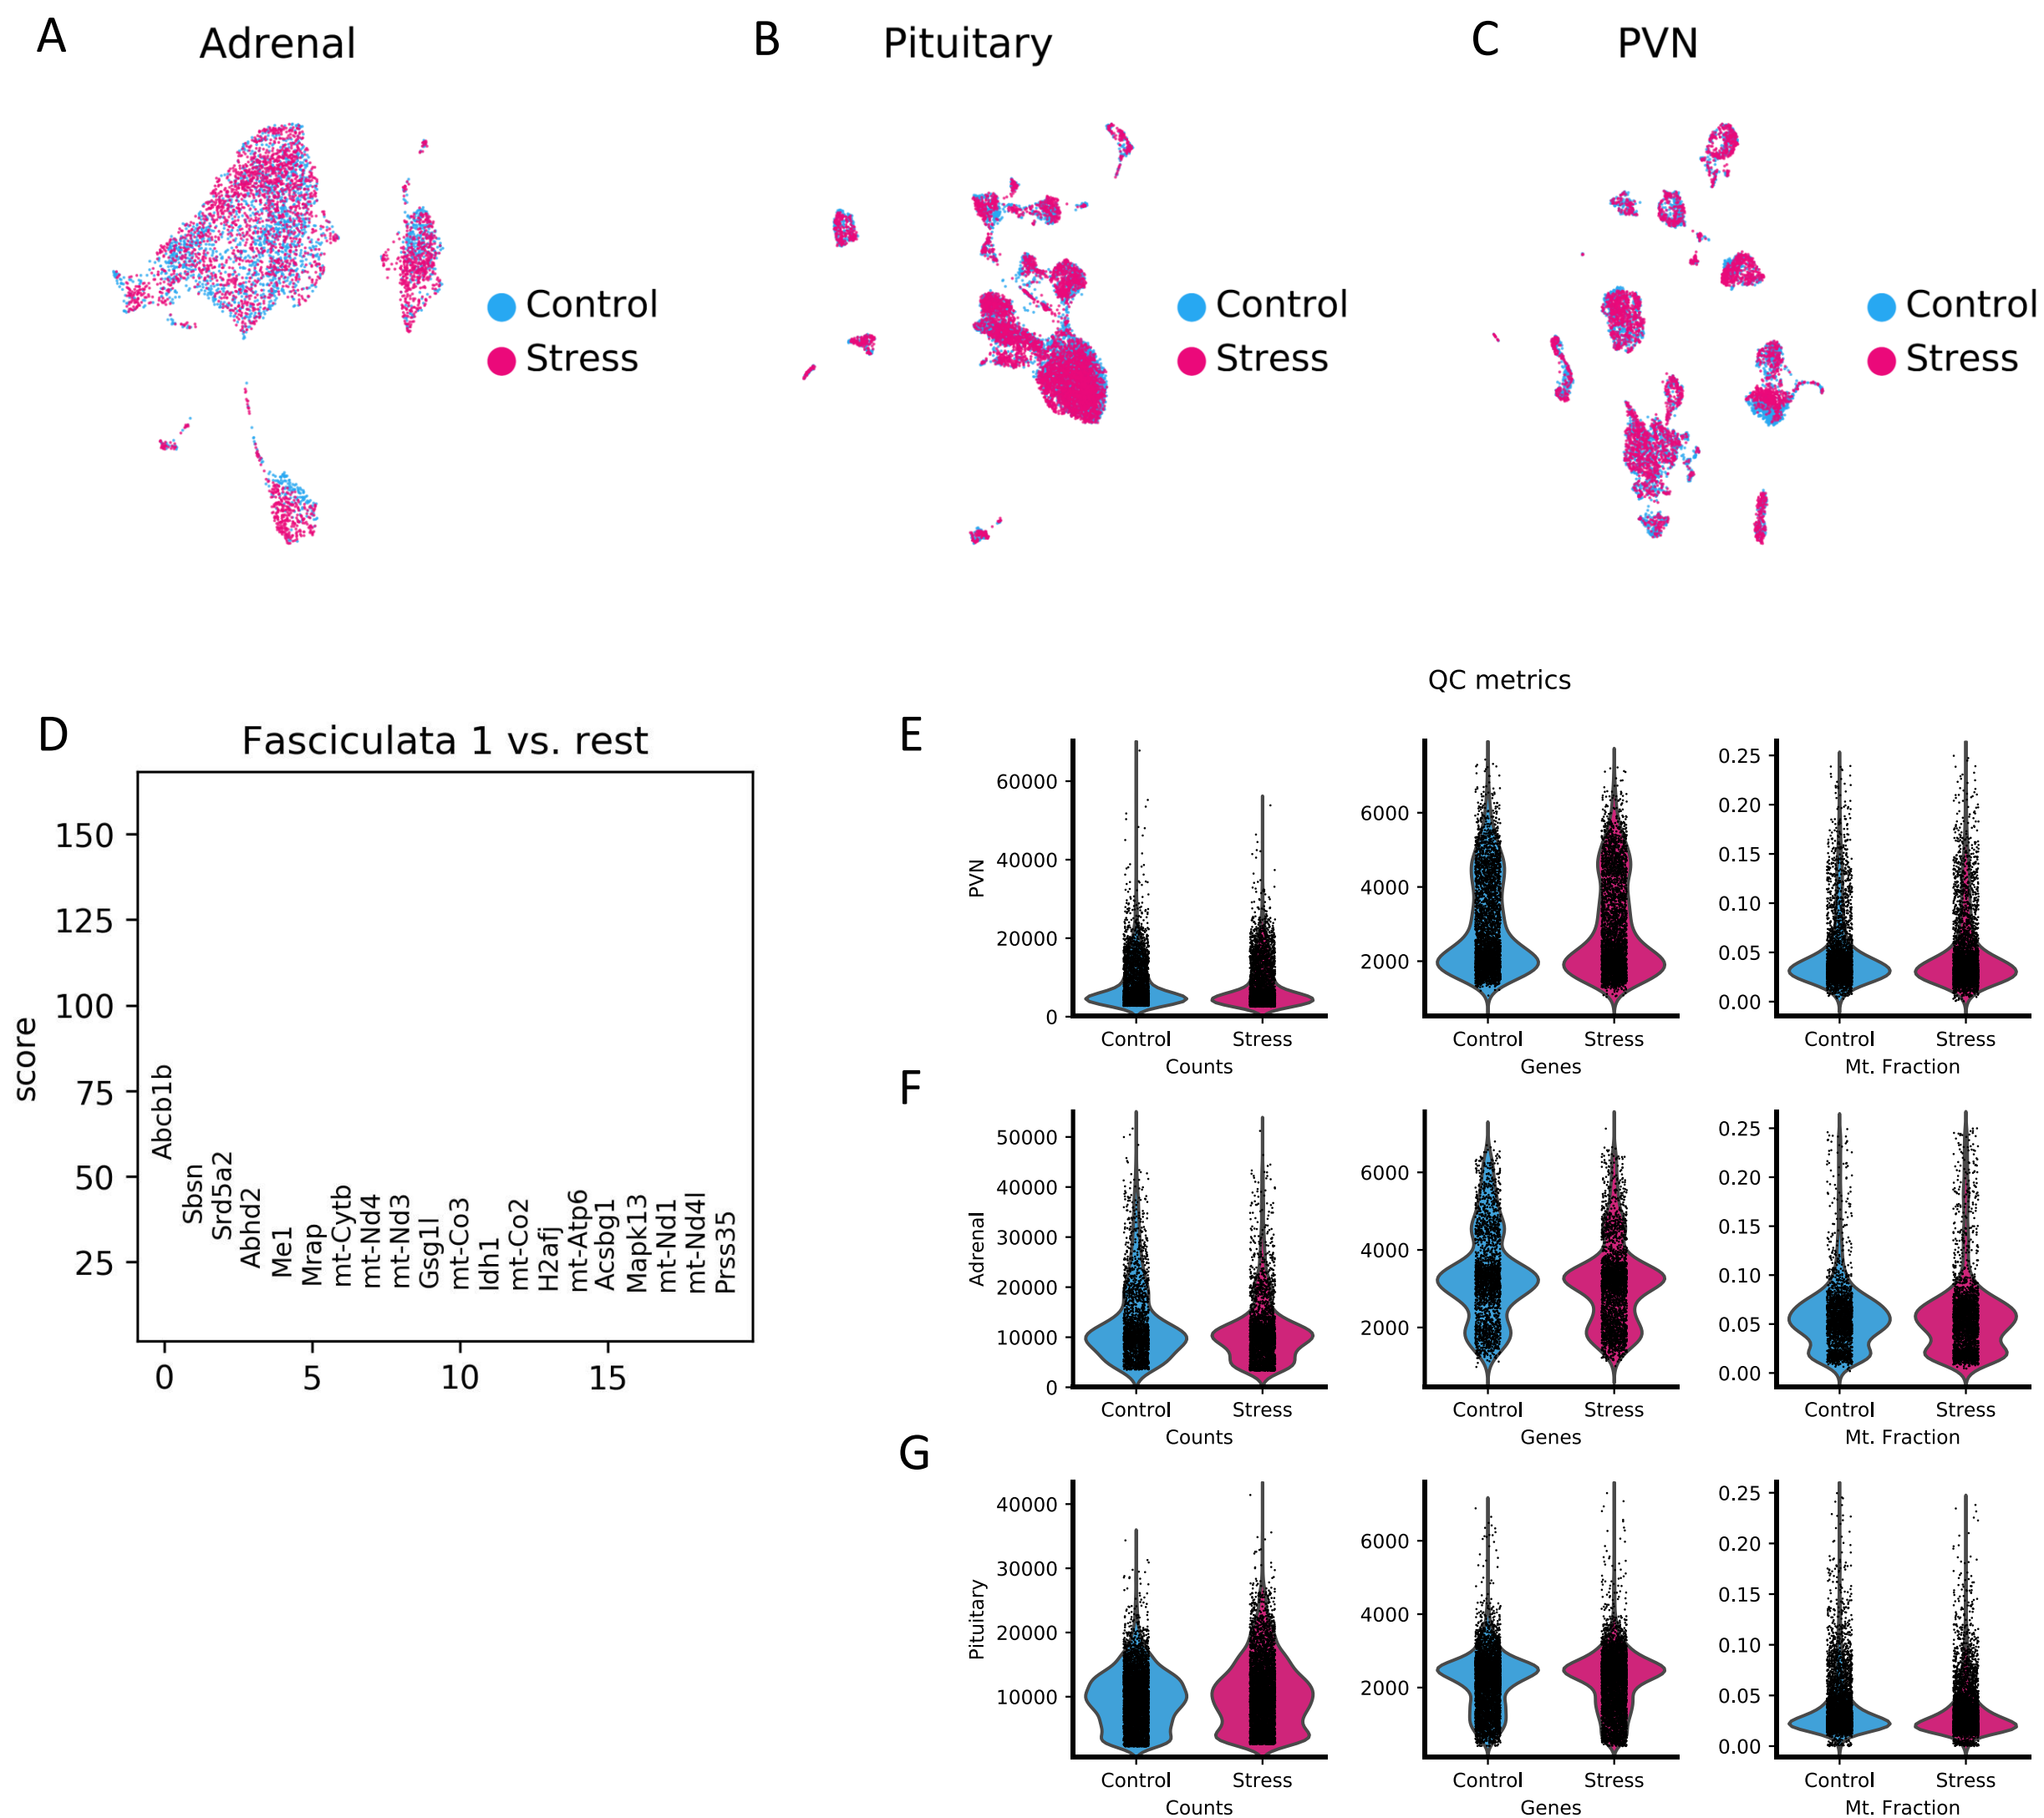 A
Adrenal
Control
Stress
B
Pituitary
Control
Stress
C
PVN
Control
Stress
D
Fasciculata 1 vs. rest
score
150
125
100
75
50
25
Abcb1b
Sbsn
Srd5a2
Abhd2
Me1
Mrap
mt-Cytb
mt-Nd4
mt-Nd3
Gsg1l
mt-Co3
Idh1
mt-Co2
H2afj
mt-Atp6
Acsbg1
Mapk13
mt-Nd1
mt-Nd4l
Prss35
0 5 10 15
QC metrics
E
PVN
60000
40000
20000
0
Control Stress
Counts
6000
4000
2000
Control Stress
Genes
0.25
0.20
0.15
0.10
0.05
0.00
Control Stress
Mt. Fraction
F
Adrenal
50000
40000
30000
20000
10000
0
Control Stress
Counts
6000
4000
2000
Control Stress
Genes
0.25
0.20
0.15
0.10
0.05
0.00
Control Stress
Mt. Fraction
G
Pituitary
40000
30000
20000
10000
Control Stress
Counts
6000
4000
2000
Control Stress
Genes
0.25
0.20
0.15
0.10
0.05
0.00
Control Stress
Mt. Fraction